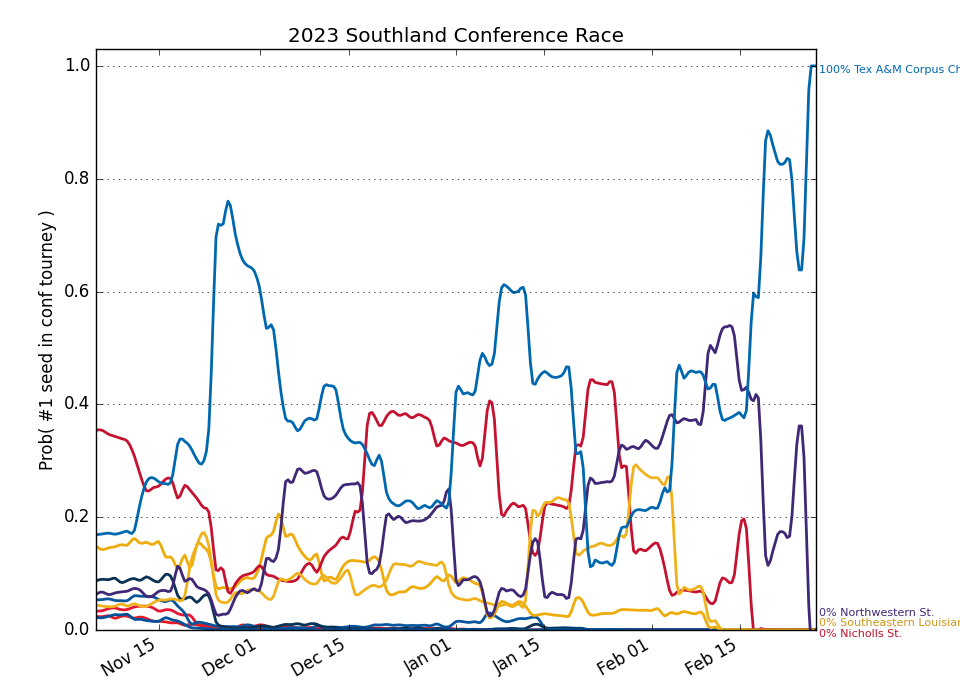 2023 Southland Conference Race
1.0
100% Tex A&M Corpus Ch
0.8
0.6
0.4
0.2
0.0
Prob( #1 seed in conf tourney )
0% Northwestern St.
0% Southeastern Louisian
0% Nicholls St.
Nov 15
Dec 01
Dec 15
Jan 01
Jan 15
Feb 01
Feb 15